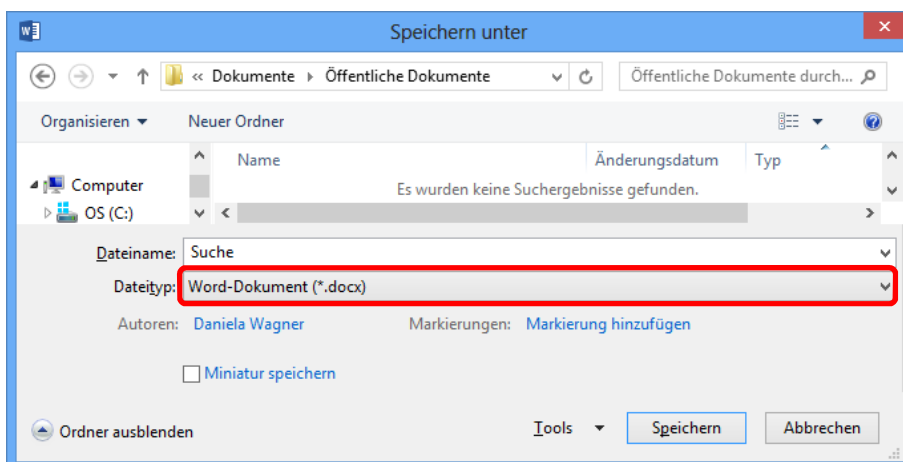 Speichern unter
« Dokumente Öffentliche Dokumente Öffentliche Dokumente durch...
Organisieren Neuer Ordner
Name Änderungsdatum Typ
Computer Es wurden keine Suchergebnisse gefunden.
OS (C:)
Dateiname: Suche
Dateityp: Word-Dokument (*.docx)
Autoren: Daniela Wagner Markierungen: Markierung hinzufügen
Miniatur speichern
Ordner ausblenden Tools Speichern Abbrechen